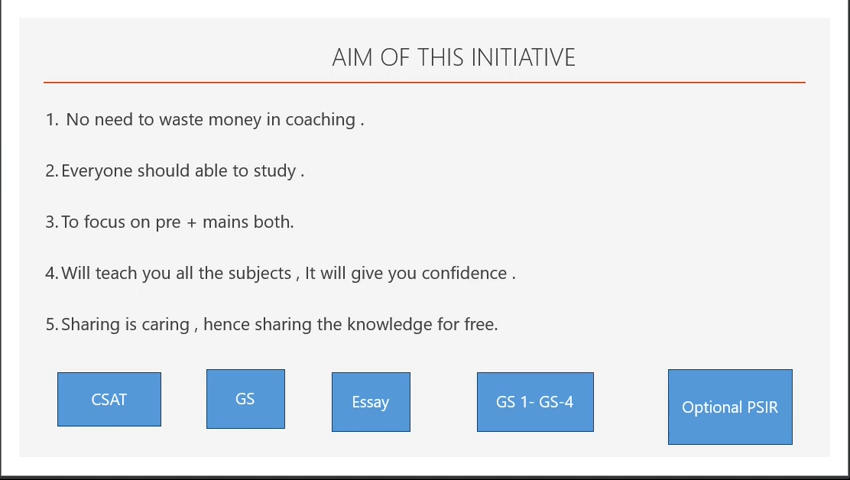 AIM OF THIS INITIATIVE
1. No need to waste money in coaching .
2. Everyone should able to study .
3. To focus on pre + mains both.
4. Will teach you all the subjects , It will give you confidence .
5. Sharing is caring , hence sharing the knowledge for free.
CSAT
GS
Essay
GS 1- GS-4
Optional PSIR